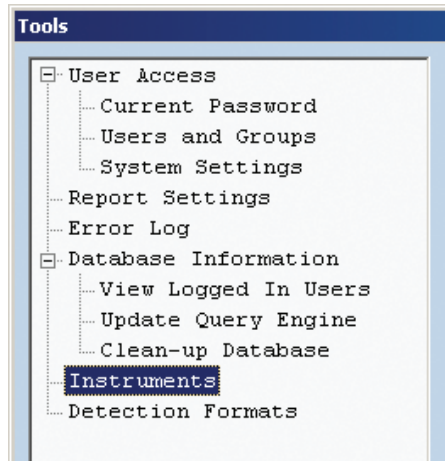 Tools
User Access
Current Password
Users and Groups
System Settings
Report Settings
Error Log
Database Information
View Logged In Users
Update Query Engine
Clean-up Database
Instruments
Detection Formats